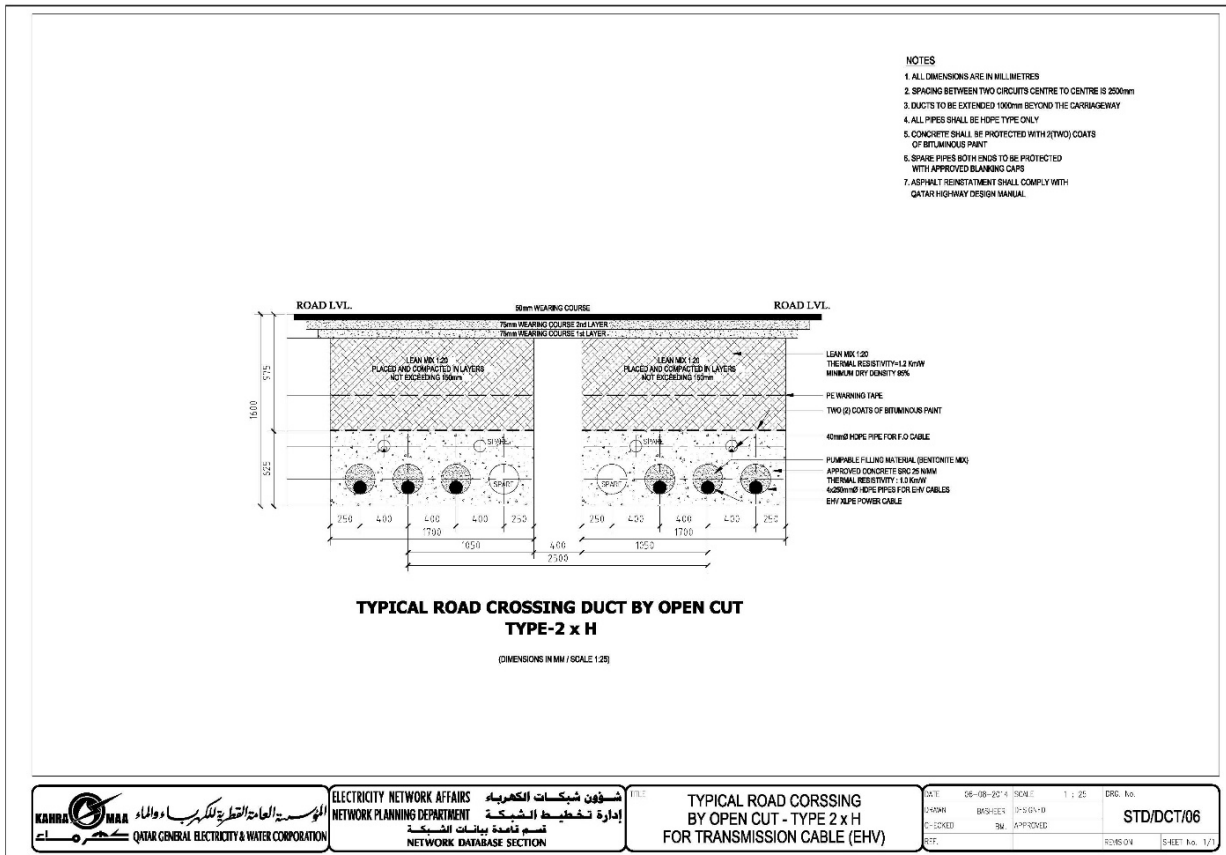 NOTES
1. ALL DIMENSIONS ARE IN MILLIMETRES
2. SPACING BETWEEN TWO CIRCUITS CENTRE TO CENTRE IS 2500mm
3. DUCTS TO BE EXTENDED 1000mm BEYOND THE CARRIAGEWAY
4. ALL PIPES SHALL BE HDPE TYPE ONLY
5. CONCRETE SHALL BE PROTECTED WITH 2(TWO) COATS
OF BITUMINOUS PAINT
6. SPARE PIPES BOTH ENDS TO BE PROTECTED
WITH APPROVED BLANKING CAPS
7. ASPHALT REINSTATMENT SHALL COMPLY WITH
QATAR HIGHWAY DESIGN MANUAL
ROAD LVL.
50mm WEARING COURSE
ROAD LVL.
75mm WEARING COURSE 2nd LAYER
75mm WEARING COURSE 1st LAYER
LEAN MIX 1:20
PLACED AND COMPACTED IN LAYERS
NOT EXCEEDING 150mm
LEAN MIX 1:20
PLACED AND COMPACTED IN LAYERS
NOT EXCEEDING 150mm
LEAN MIX 1:20
THERMAL RESISTIVITY=1.2 Km/W
MINIMUM DRY DENSITY 95%
PE WARNING TAPE
TWO (2) COATS OF BITUMINOUS PAINT
40mmØ HDPE PIPE FOR F.O CABLE
PUMPABLE FILLING MATERIAL (BENTONITE MIX)
APPROVED CONCRETE SRC 25 N/MM
THERMAL RESISTIVITY : 1.0 Km/W
4x250mmØ HDPE PIPES FOR EHV CABLES
EHV XLPE POWER CABLE
1600
975
525
SPARE
SPARE
SPARE
SPARE
250 400 400 400 250
250 400 400 400 250
1700
1700
1050 400 1050
2500
TYPICAL ROAD CROSSING DUCT BY OPEN CUT
TYPE-2 x H
(DIMENSIONS IN MM / SCALE 1:25)
KAHRA MAA
كهرماء
المؤسسة العامة القطرية للكهرباء والماء
QATAR GENERAL ELECTRICITY & WATER CORPORATION
ELECTRICITY NETWORK AFFAIRS شؤون شبكات الكهرباء
NETWORK PLANNING DEPARTMENT إدارة تخطيط الشبكة
قسم قاعدة بيانات الشبكة
NETWORK DATABASE SECTION
TITLE
TYPICAL ROAD CORSSING
BY OPEN CUT - TYPE 2 x H
FOR TRANSMISSION CABLE (EHV)
DATE 06-08-2014 SCALE 1 : 25
DRAWN BASHEER DESIGNED
CHECKED BM. APPROVED
REF.
DRG. No.
STD/DCT/06
REVISION SHEET No. 1/1